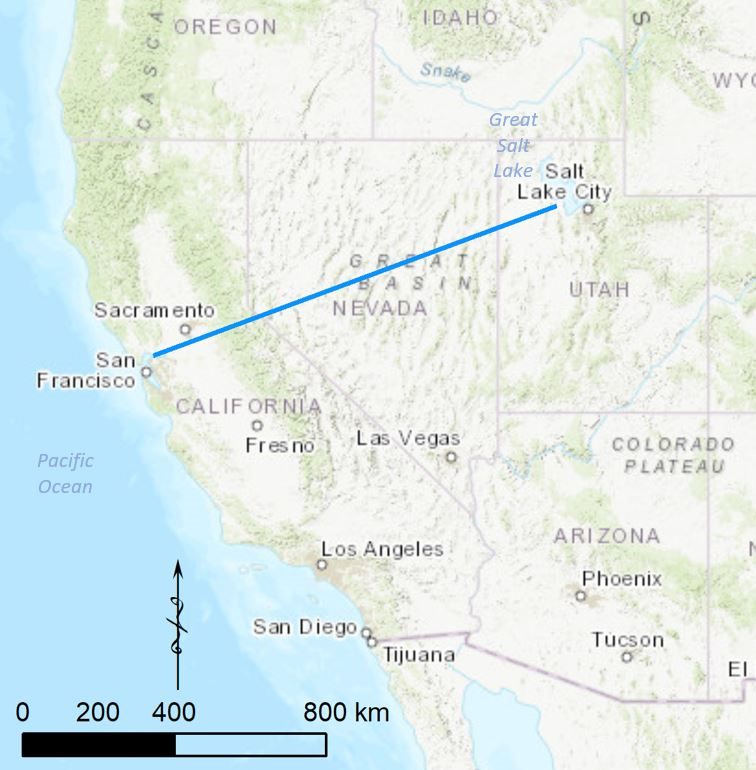 OREGON
IDAHO
S
CASCA
Snake
WYO
Great
Salt
Lake
Salt
Lake City
GREAT
BASIN
NEVADA
UTAH
Sacramento
San
Francisco
CALIFORNIA
Fresno
Las Vegas
COLORADO
PLATEAU
Pacific
Ocean
ARIZONA
N
Los Angeles
Phoenix
San Diego
Tijuana
Tucson
El
N
0 200 400 800 km